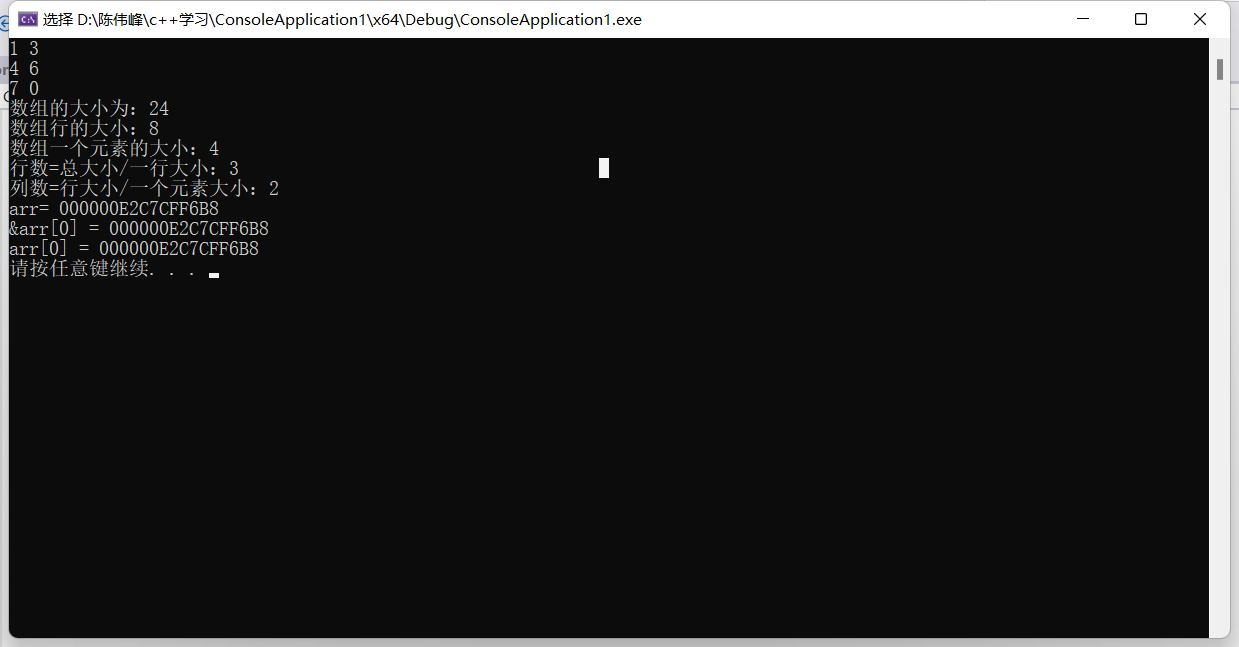 选择 D:\陈伟峰\c++学习\ConsoleApplication1\x64\Debug\ConsoleApplication1.exe
1 3
4 6
7 0
数组的大小为：24
数组行的大小：8
数组一个元素的大小：4
行数=总大小/一行大小：3
列数=行大小/一个元素大小：2
arr= 000000E2C7CFF6B8
&arr[0] = 000000E2C7CFF6B8
arr[0] = 000000E2C7CFF6B8
请按任意键继续. . .